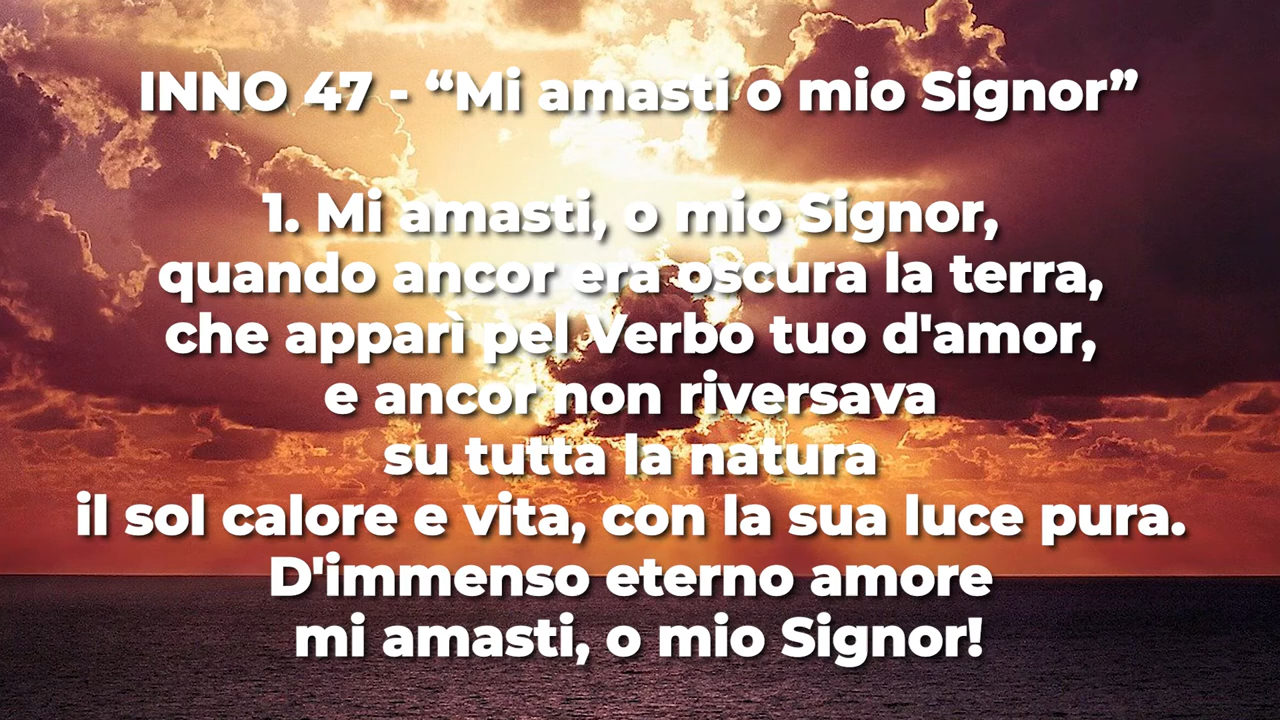 INNO 47 - “Mi amasti o mio Signor”
1. Mi amasti, o mio Signor,
quando ancor era oscura la terra,
che apparì pel Verbo tuo d'amor,
e ancor non riversava
su tutta la natura
il sol calore e vita, con la sua luce pura.
D'immenso eterno amore
mi amasti, o mio Signor!